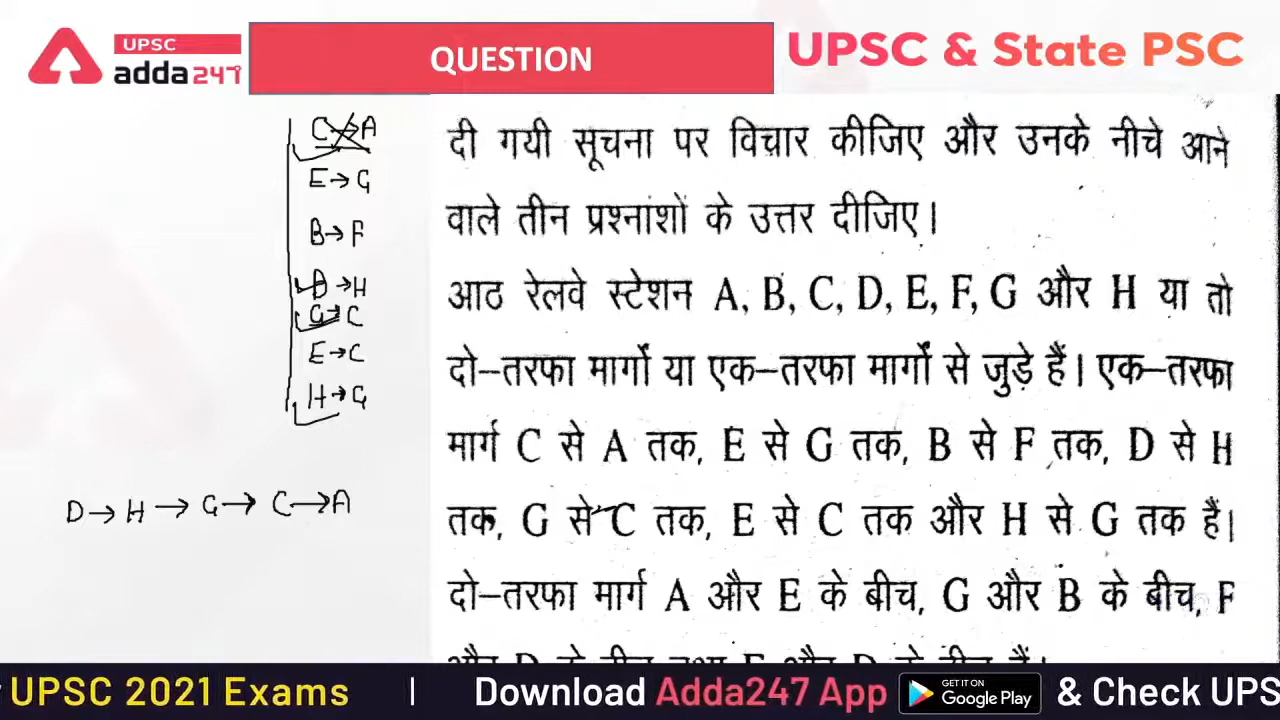 UPSC
adda247
QUESTION
UPSC & State PSC
C→A
E→G
B→F
D→H
G→C
E→C
H→G
D→H→G→C→A
दी गयी सूचना पर विचार कीजिए और उनके नीचे आने
वाले तीन प्रश्नांशों के उत्तर दीजिए।
आठ रेलवे स्टेशन A, B, C, D, E, F, G और H या तो
दो-तरफा मार्गों या एक-तरफा मार्गों से जुड़े हैं। एक-तरफा
मार्ग C से A तक, E से G तक, B से F तक, D से H
तक, G से C तक, E से C तक और H से G तक हैं।
दो-तरफा मार्ग A और E के बीच, G और B के बीच, F
UPSC 2021 Exams | Download Adda247 App GET IT ON Google Play & Check UPS